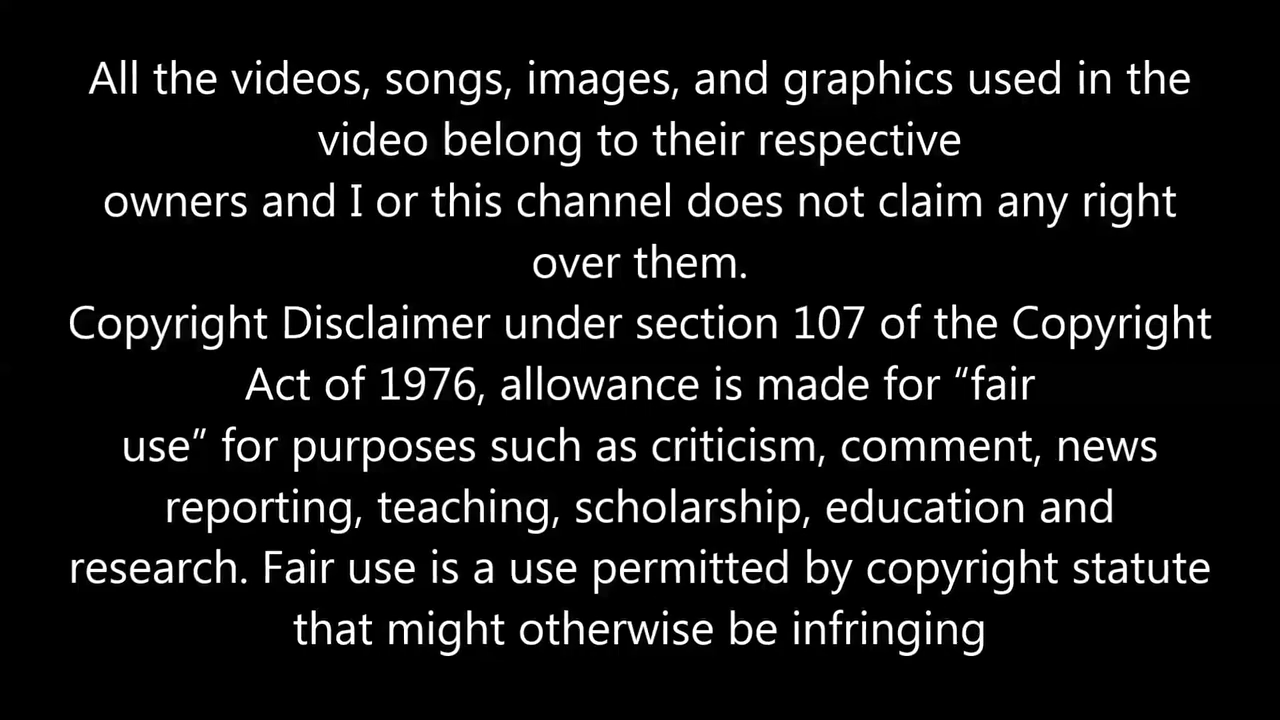 All the videos, songs, images, and graphics used in the
video belong to their respective
owners and I or this channel does not claim any right
over them.
Copyright Disclaimer under section 107 of the Copyright
Act of 1976, allowance is made for “fair
use” for purposes such as criticism, comment, news
reporting, teaching, scholarship, education and
research. Fair use is a use permitted by copyright statute
that might otherwise be infringing